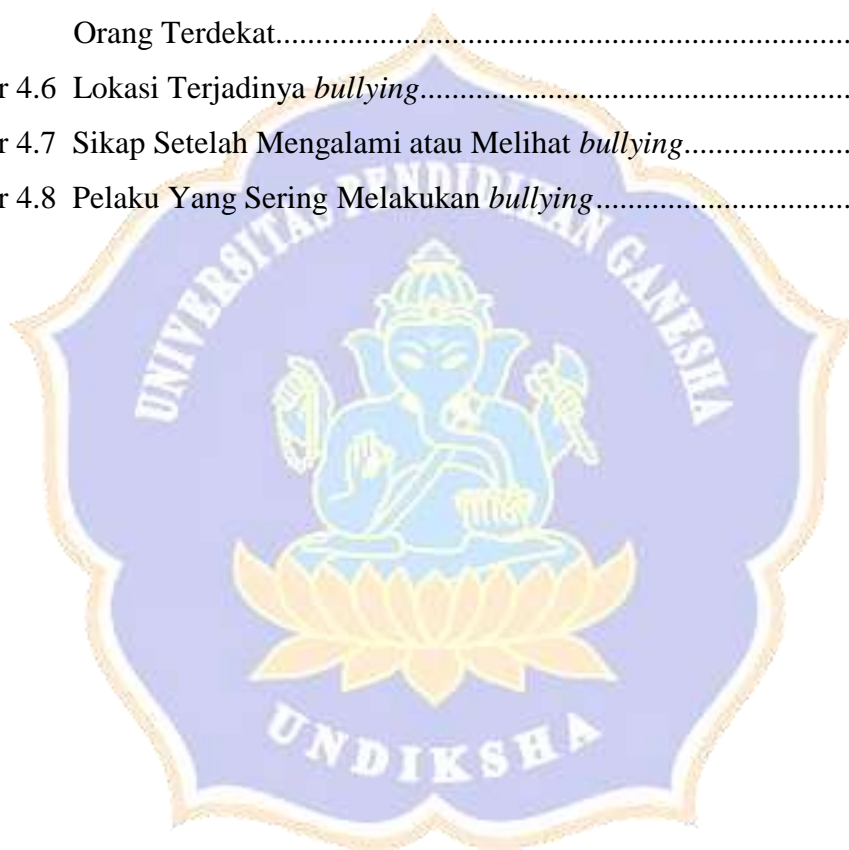 Orang Terdekat.......................................................................
r 4.6 Lokasi Terjadinya bullying.....................................................
r 4.7 Sikap Setelah Mengalami atau Melihat bullying.....................
r 4.8 Pelaku Yang Sering Melakukan bullying................................
UNIVERSITAS PENDIDIKAN GANESHA
UNDIKSHA